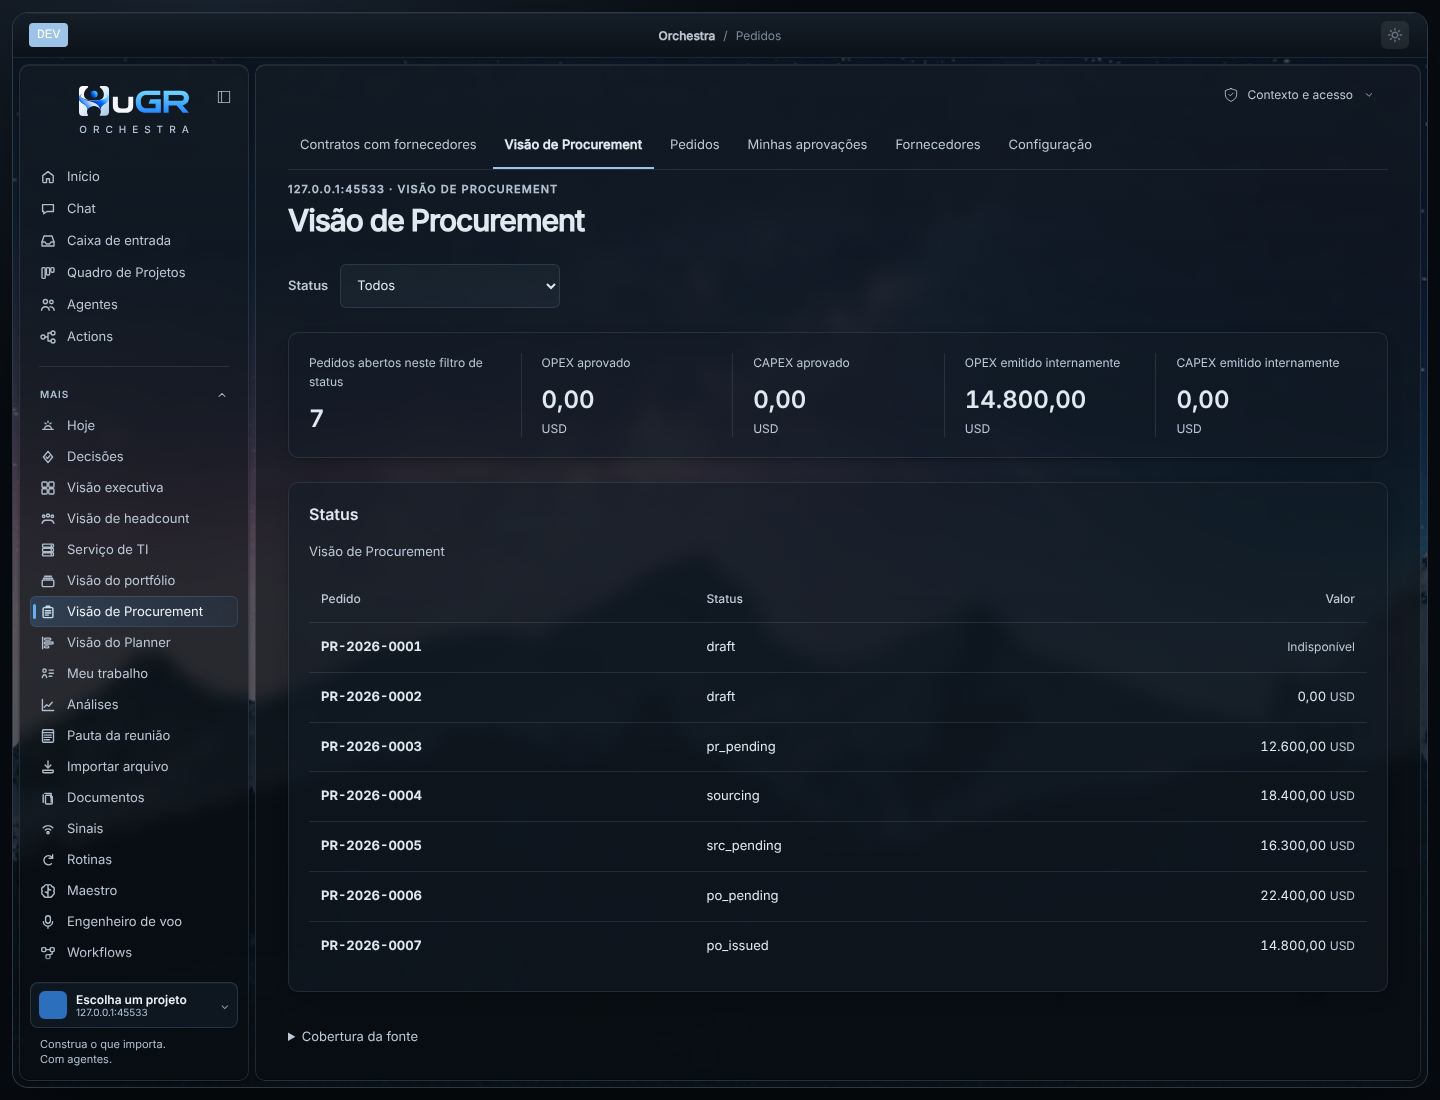 DEV
Orchestra / Pedidos
HuGR
ORCHESTRA
Contexto e acesso
Início
Chat
Caixa de entrada
Quadro de Projetos
Agentes
Actions
MAIS
Hoje
Decisões
Visão executiva
Visão de headcount
Serviço de TI
Visão do portfólio
Visão de Procurement
Visão do Planner
Meu trabalho
Análises
Pauta da reunião
Importar arquivo
Documentos
Sinais
Rotinas
Maestro
Engenheiro de voo
Workflows
Escolha um projeto
127.0.0.1:45533
Construa o que importa.
Com agentes.
Contratos com fornecedores Visão de Procurement Pedidos Minhas aprovações Fornecedores Configuração
127.0.0.1:45533 · VISÃO DE PROCUREMENT
Visão de Procurement
Status Todos
Pedidos abertos neste filtro de status
7
OPEX aprovado
0,00
USD
CAPEX aprovado
0,00
USD
OPEX emitido internamente
14.800,00
USD
CAPEX emitido internamente
0,00
USD
Status
Visão de Procurement
Pedido Status Valor
PR-2026-0001 draft Indisponível
PR-2026-0002 draft 0,00 USD
PR-2026-0003 pr_pending 12.600,00 USD
PR-2026-0004 sourcing 18.400,00 USD
PR-2026-0005 src_pending 16.300,00 USD
PR-2026-0006 po_pending 22.400,00 USD
PR-2026-0007 po_issued 14.800,00 USD
Cobertura da fonte